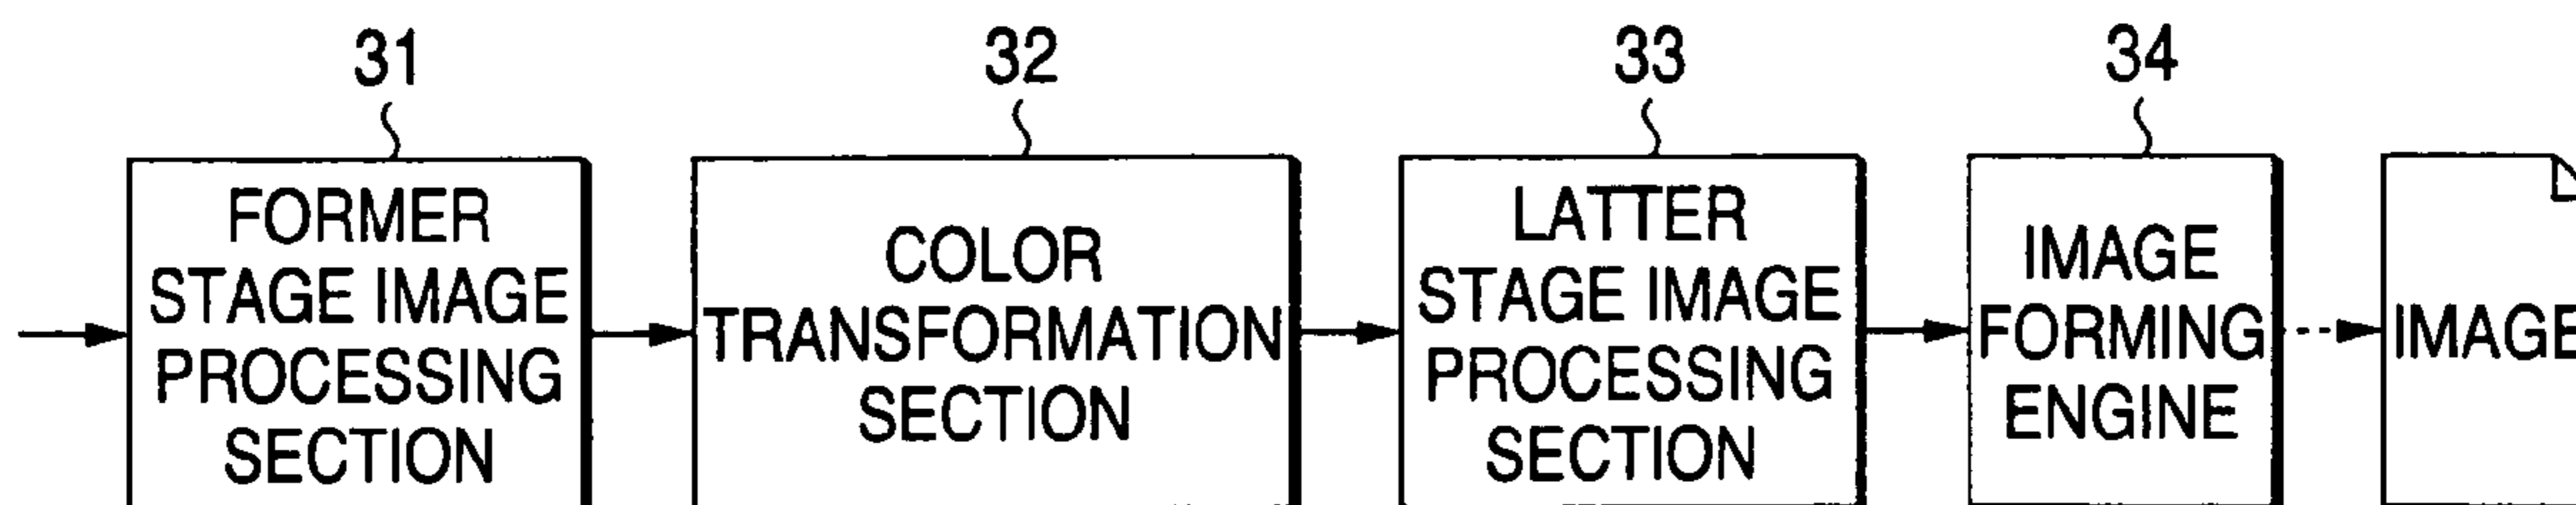 31
32
33
34
FORMER
STAGE IMAGE
PROCESSING
SECTION
COLOR
TRANSFORMATION
SECTION
LATTER
STAGE IMAGE
PROCESSING
SECTION
IMAGE
FORMING
ENGINE
IMAGE